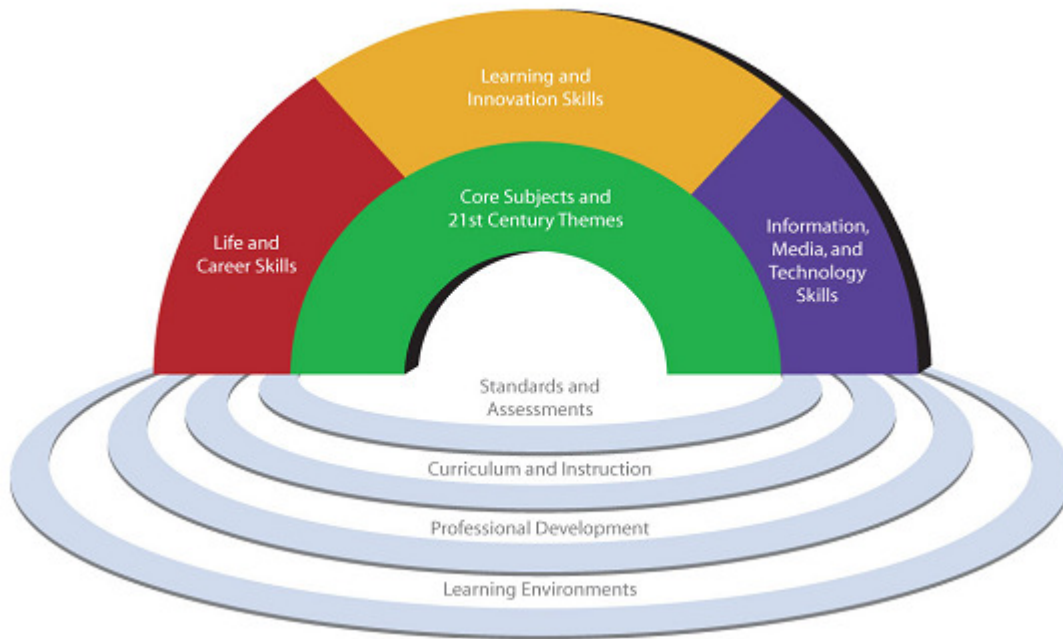 Learning and
Innovation Skills
Core Subjects and
21st Century Themes
Life and
Career Skills
Information,
Media, and
Technology
Skills
Standards and
Assessments
Curriculum and Instruction
Professional Development
Learning Environments